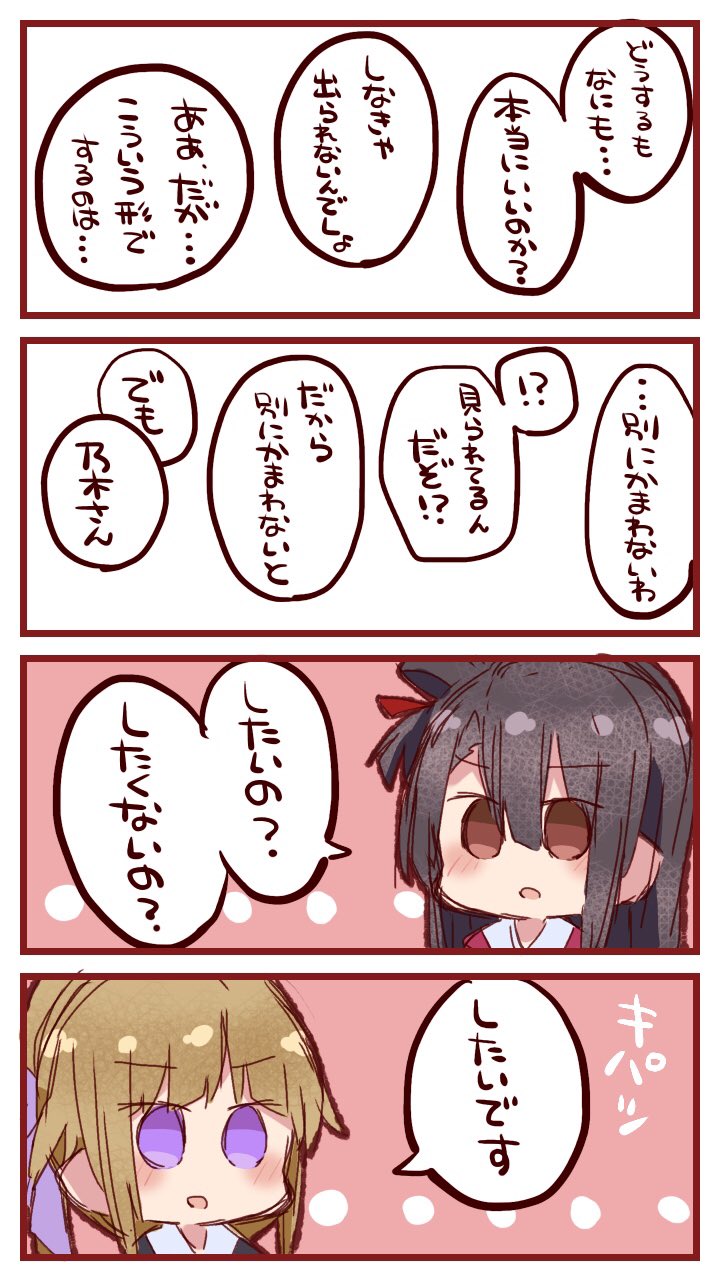 どうするも
なにも…
本当にいいのか?
しなきゃ
出られないんでしょ
ああ、だが…
こういう形で
するのは…
…別にかまわないわ
!?
見られてるん
だぞ!?
だから
別にかまわないと
でも
乃木さん
したいの?
したくないの?
キパッ
したいです